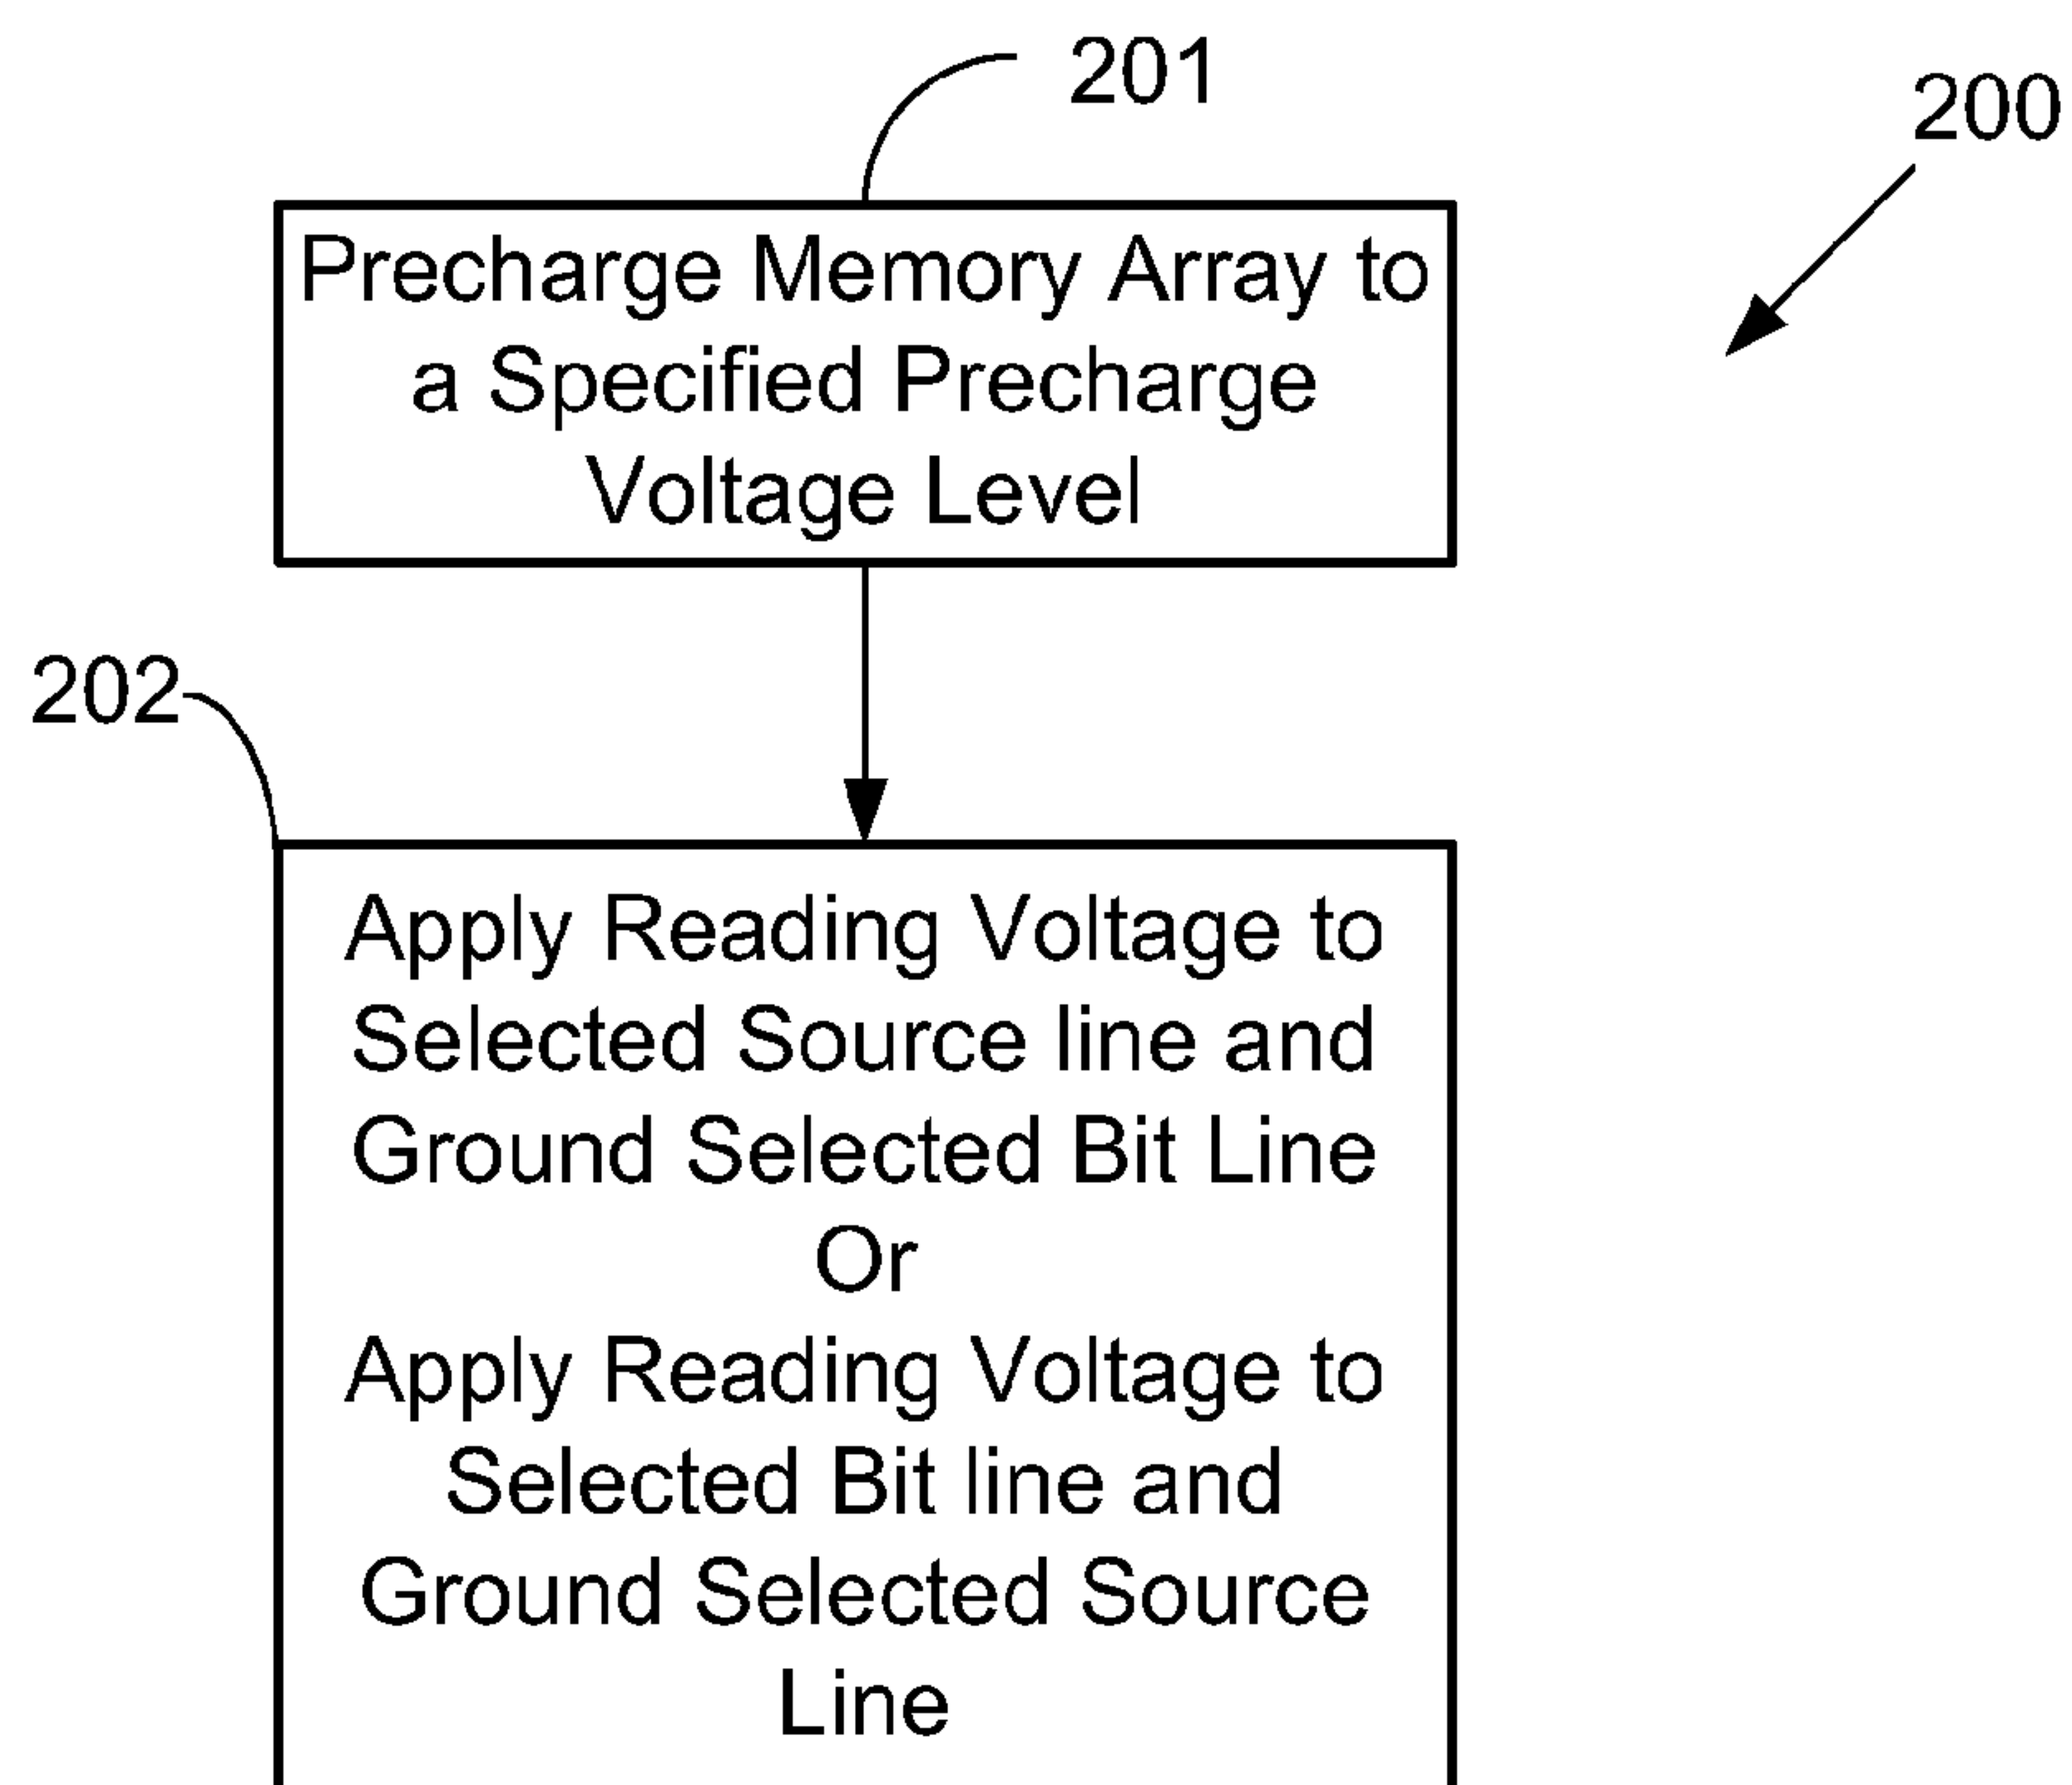 201
200
Precharge Memory Array to
a Specified Precharge
Voltage Level
202
Apply Reading Voltage to
Selected Source line and
Ground Selected Bit Line
Or
Apply Reading Voltage to
Selected Bit line and
Ground Selected Source
Line